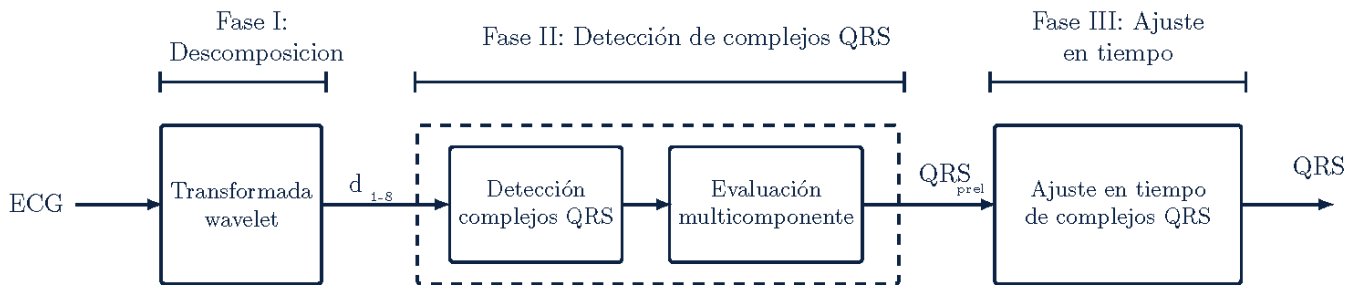 Fase I:
Descomposicion
Fase II: Detección de complejos QRS
Fase III: Ajuste
en tiempo
ECG
Transformada
wavelet
d 1-8
Detección
complejos QRS
Evaluación
multicomponente
QRS prel
Ajuste en tiempo
de complejos QRS
QRS